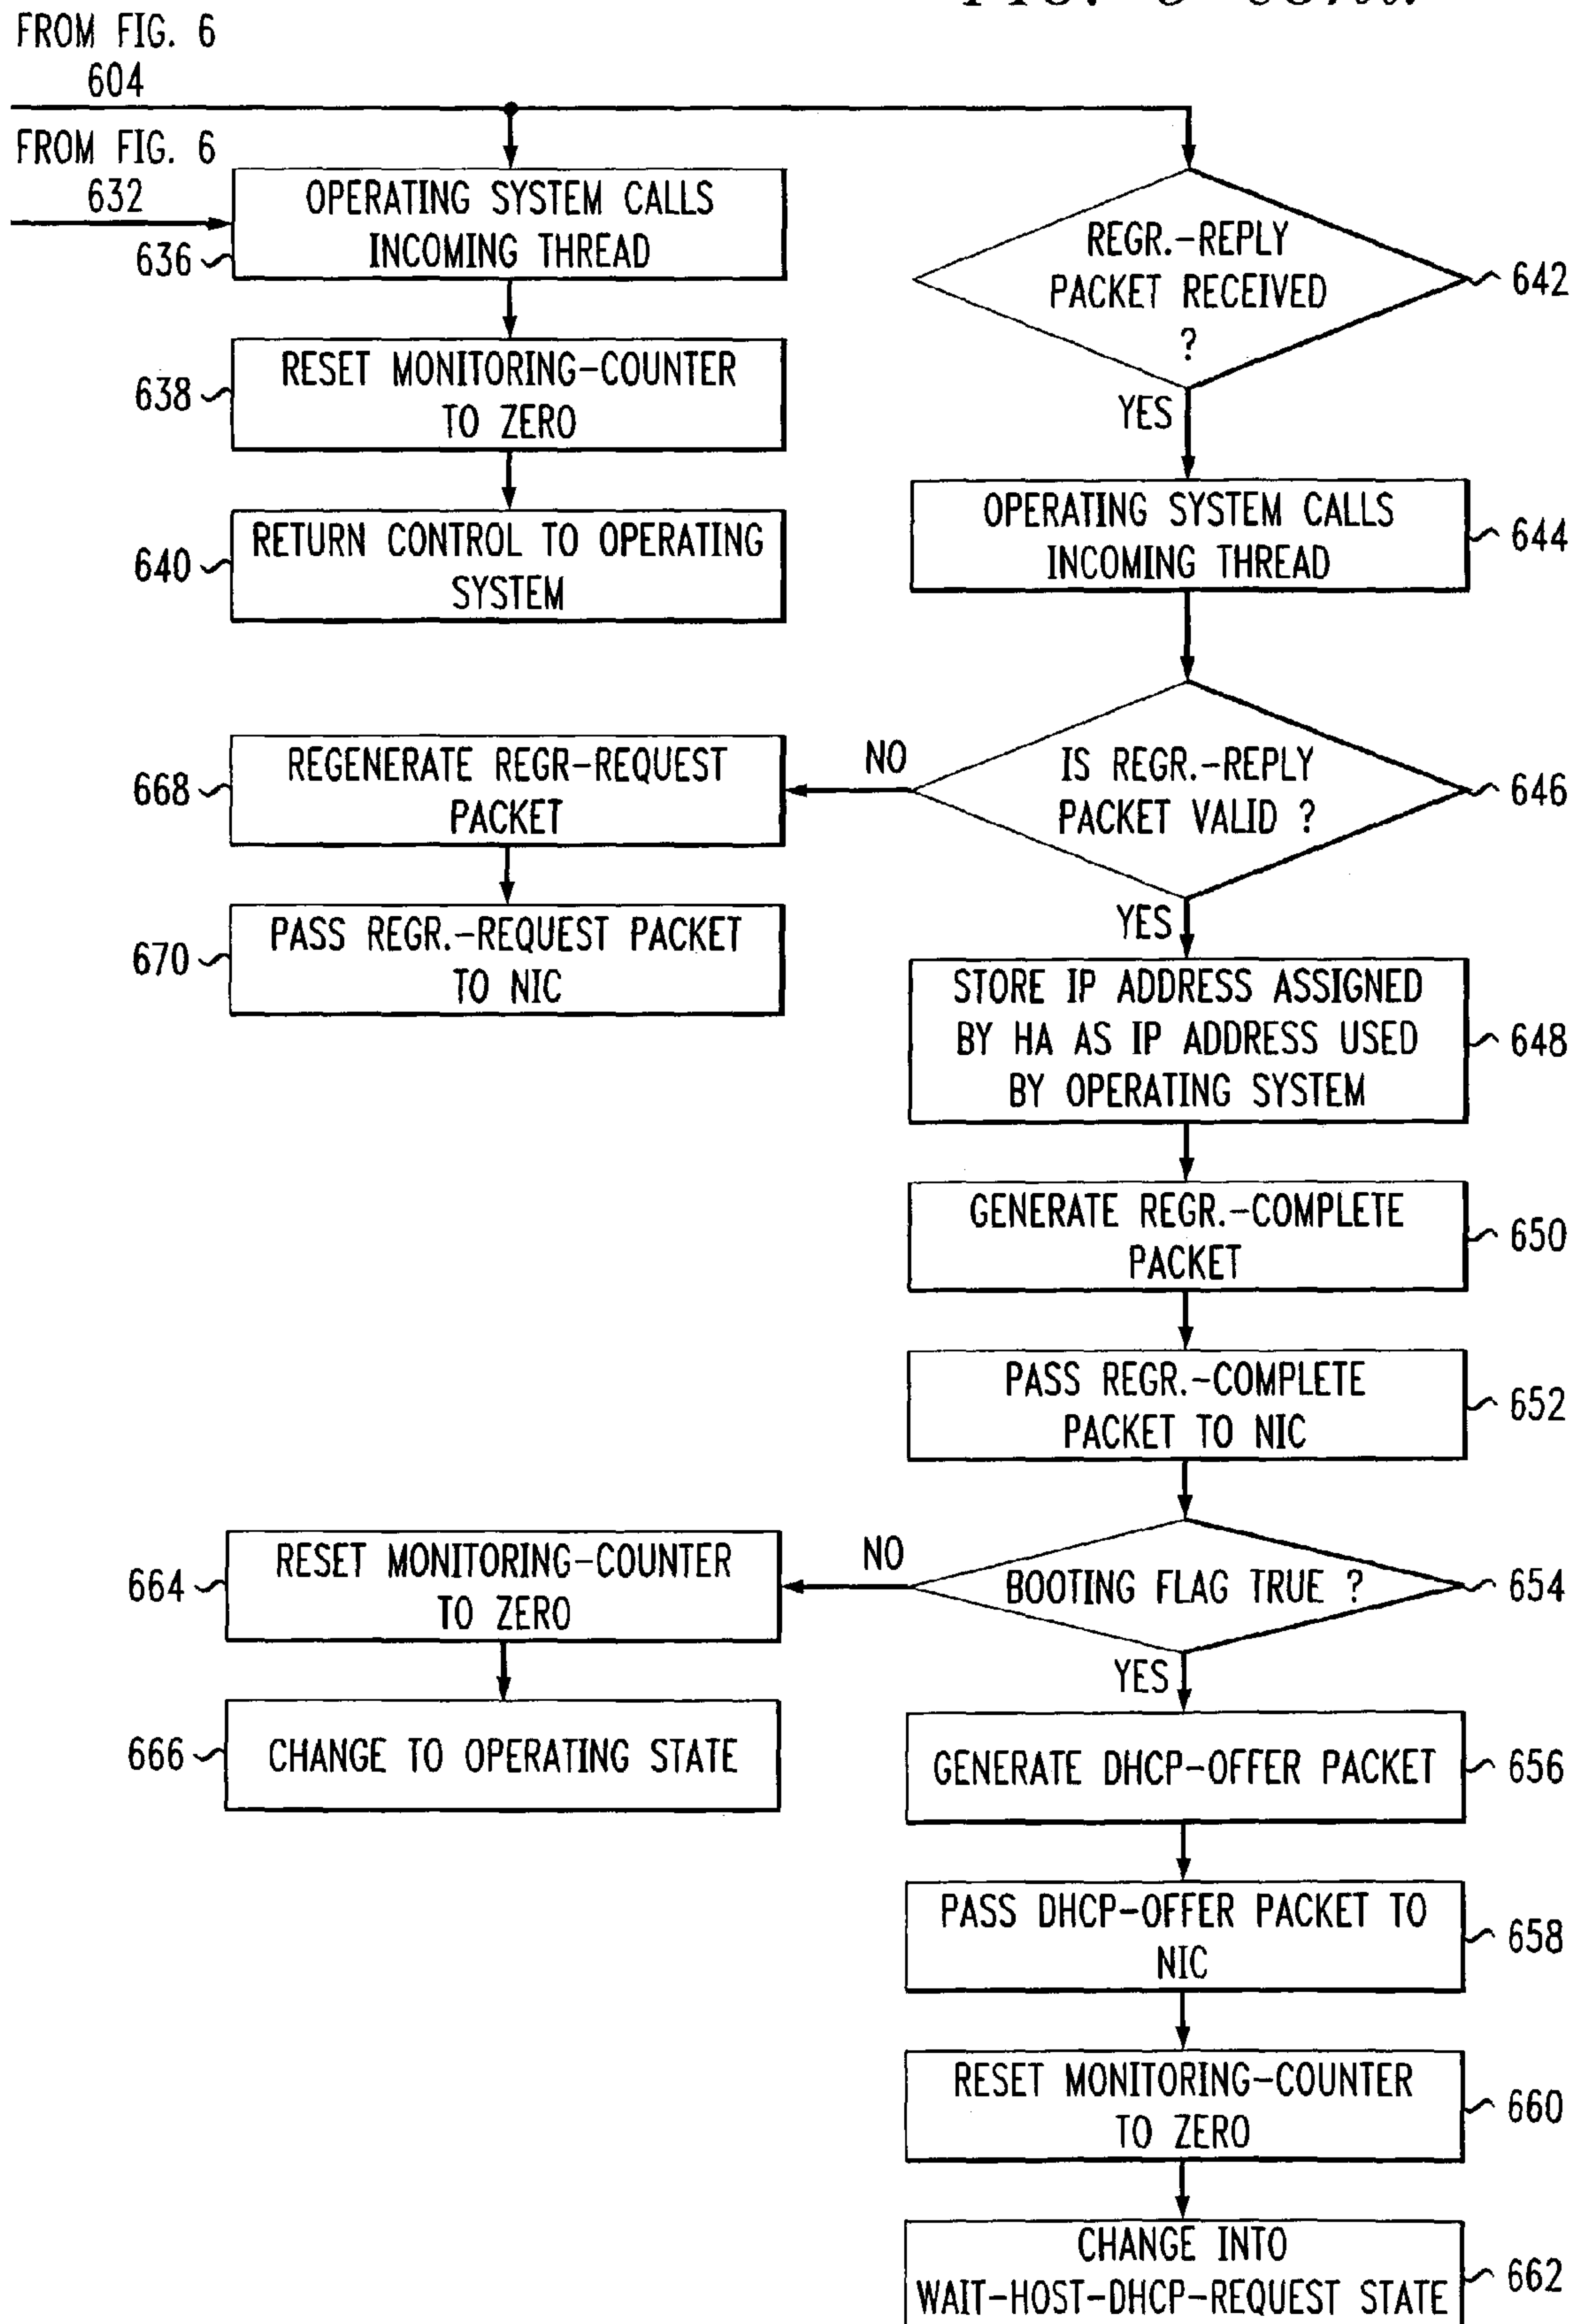 FROM FIG. 6
604
FROM FIG. 6
632
OPERATING SYSTEM CALLS
INCOMING THREAD
636
RESET MONITORING-COUNTER
TO ZERO
638
RETURN CONTROL TO OPERATING
SYSTEM
640
REGR.-REPLY
PACKET RECEIVED
?
642
YES
OPERATING SYSTEM CALLS
INCOMING THREAD
644
IS REGR.-REPLY
PACKET VALID ?
646
NO
REGENERATE REGR-REQUEST
PACKET
668
PASS REGR.-REQUEST PACKET
TO NIC
670
YES
STORE IP ADDRESS ASSIGNED
BY HA AS IP ADDRESS USED
BY OPERATING SYSTEM
648
GENERATE REGR.-COMPLETE
PACKET
650
PASS REGR.-COMPLETE
PACKET TO NIC
652
BOOTING FLAG TRUE ?
654
NO
RESET MONITORING-COUNTER
TO ZERO
664
CHANGE TO OPERATING STATE
666
YES
GENERATE DHCP-OFFER PACKET
656
PASS DHCP-OFFER PACKET TO
NIC
658
RESET MONITORING-COUNTER
TO ZERO
660
CHANGE INTO
WAIT-HOST-DHCP-REQUEST STATE
662